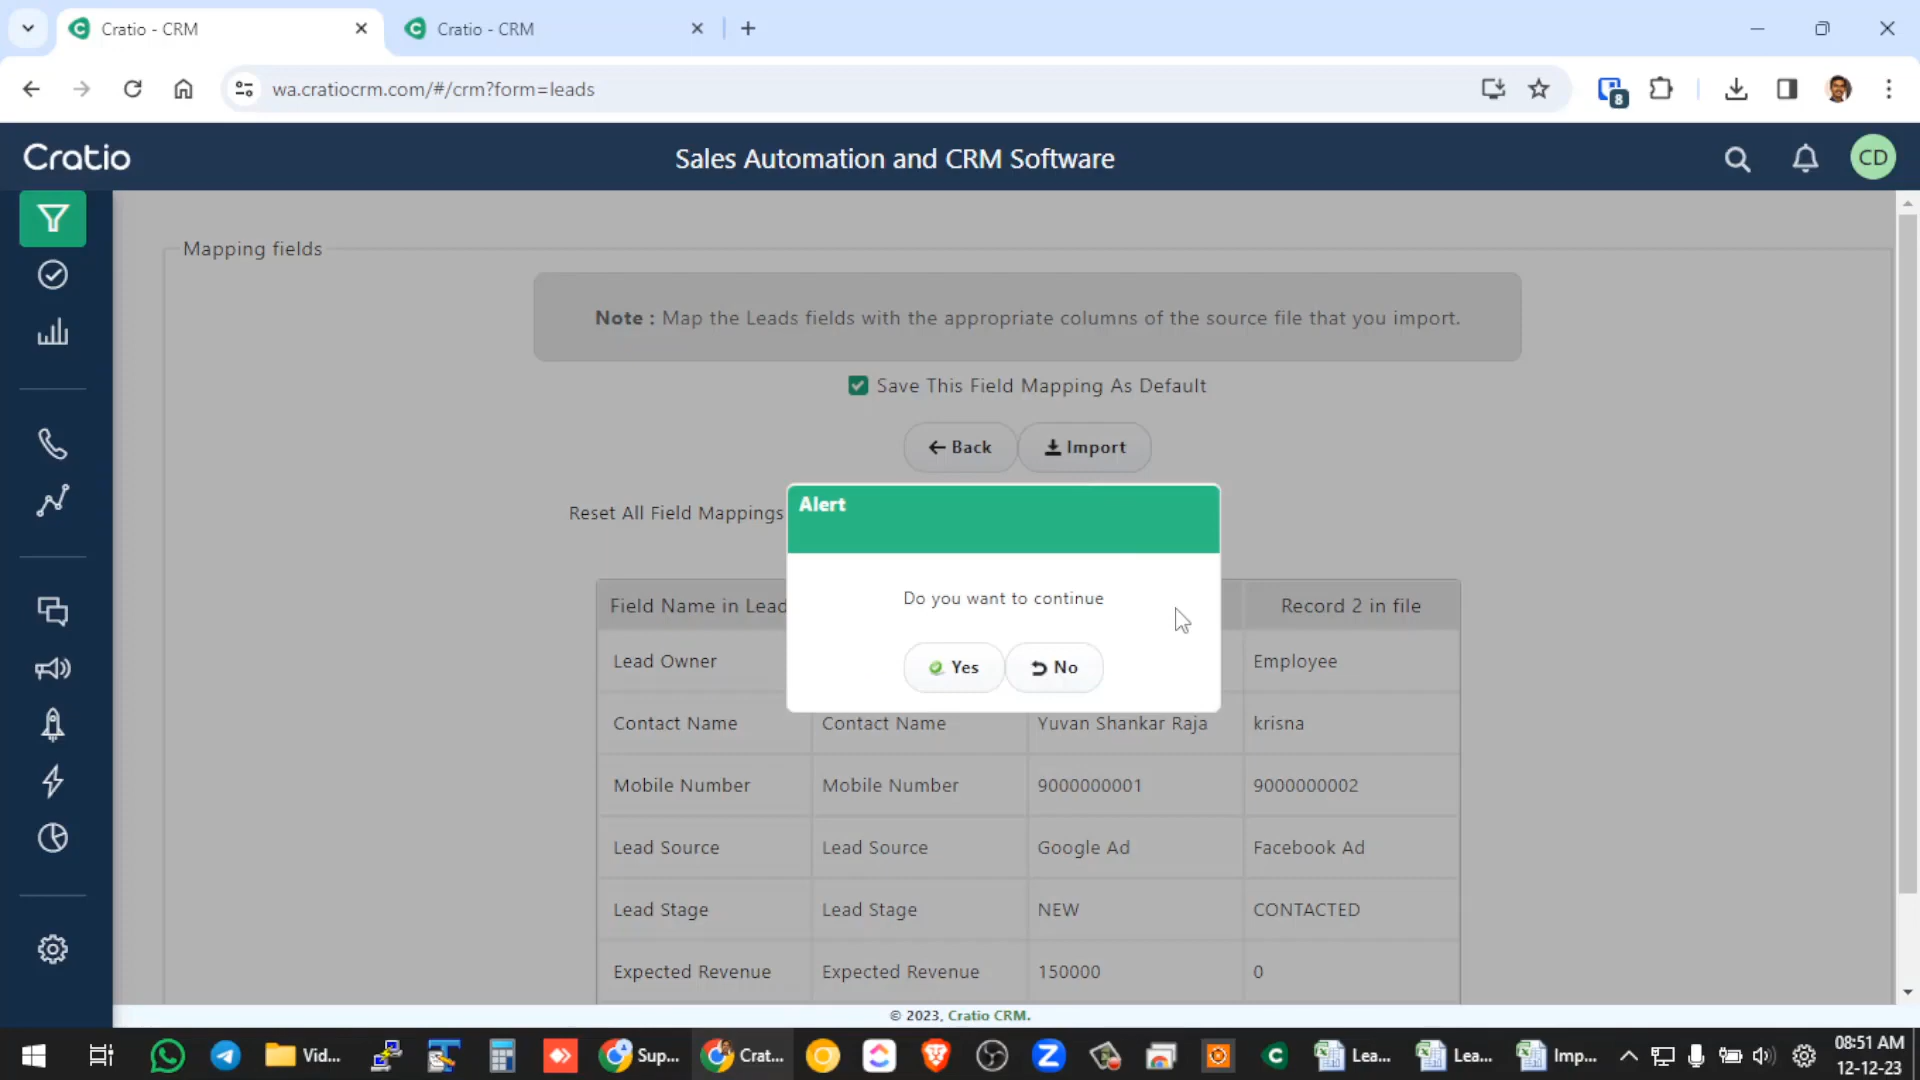 Cratio - CRM
Cratio - CRM
wa.cratiocrm.com/#/crm?form=leads
8
Cratio
Sales Automation and CRM Software
CD
Mapping fields
Note : Map the Leads fields with the appropriate columns of the source file that you import.
Save This Field Mapping As Default
Back
Import
Reset All Field Mappings
Alert
Do you want to continue
Yes
No
Field Name in Lead
Record 2 in file
Lead Owner
Employee
Contact Name
Contact Name
Yuvan Shankar Raja
krisna
Mobile Number
Mobile Number
9000000001
9000000002
Lead Source
Lead Source
Google Ad
Facebook Ad
Lead Stage
Lead Stage
NEW
CONTACTED
Expected Revenue
Expected Revenue
150000
0
© 2023, Cratio CRM.
Vid...
Sup...
Crat...
Lea...
Lea...
Imp...
08:51 AM
12-12-23